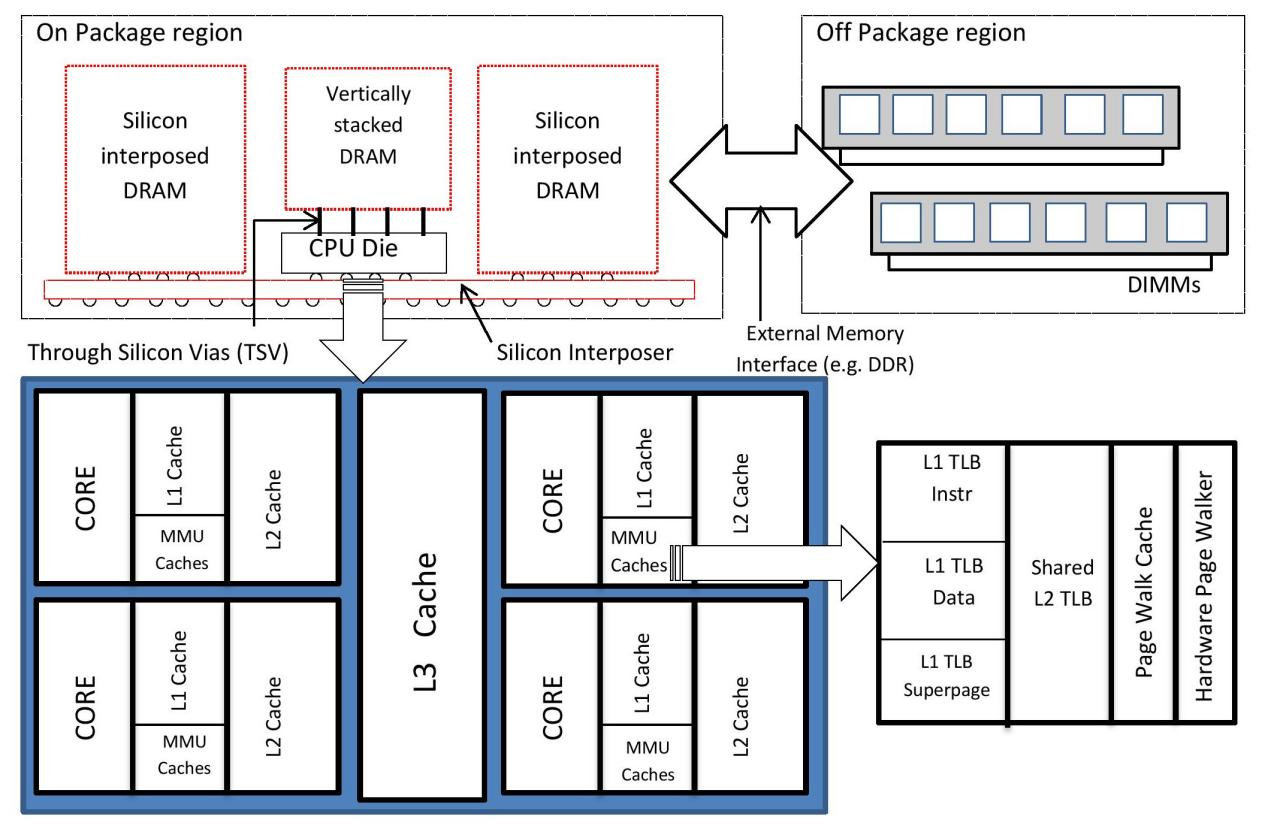 On Package region
Off Package region
Silicon
interposed
DRAM
Vertically
stacked
DRAM
Silicon
interposed
DRAM
CPU Die
DIMMs
Through Silicon Vias (TSV)
Silicon Interposer
External Memory
Interface (e.g. DDR)
CORE
L1 Cache
MMU
Caches
L2 Cache
L3 Cache
CORE
L1 Cache
MMU
Caches
L2 Cache
CORE
L1 Cache
MMU
Caches
L2 Cache
CORE
L1 Cache
MMU
Caches
L2 Cache
L1 TLB
Instr
L1 TLB
Data
L1 TLB
Superpage
Shared
L2 TLB
Page Walk Cache
Hardware Page Walker